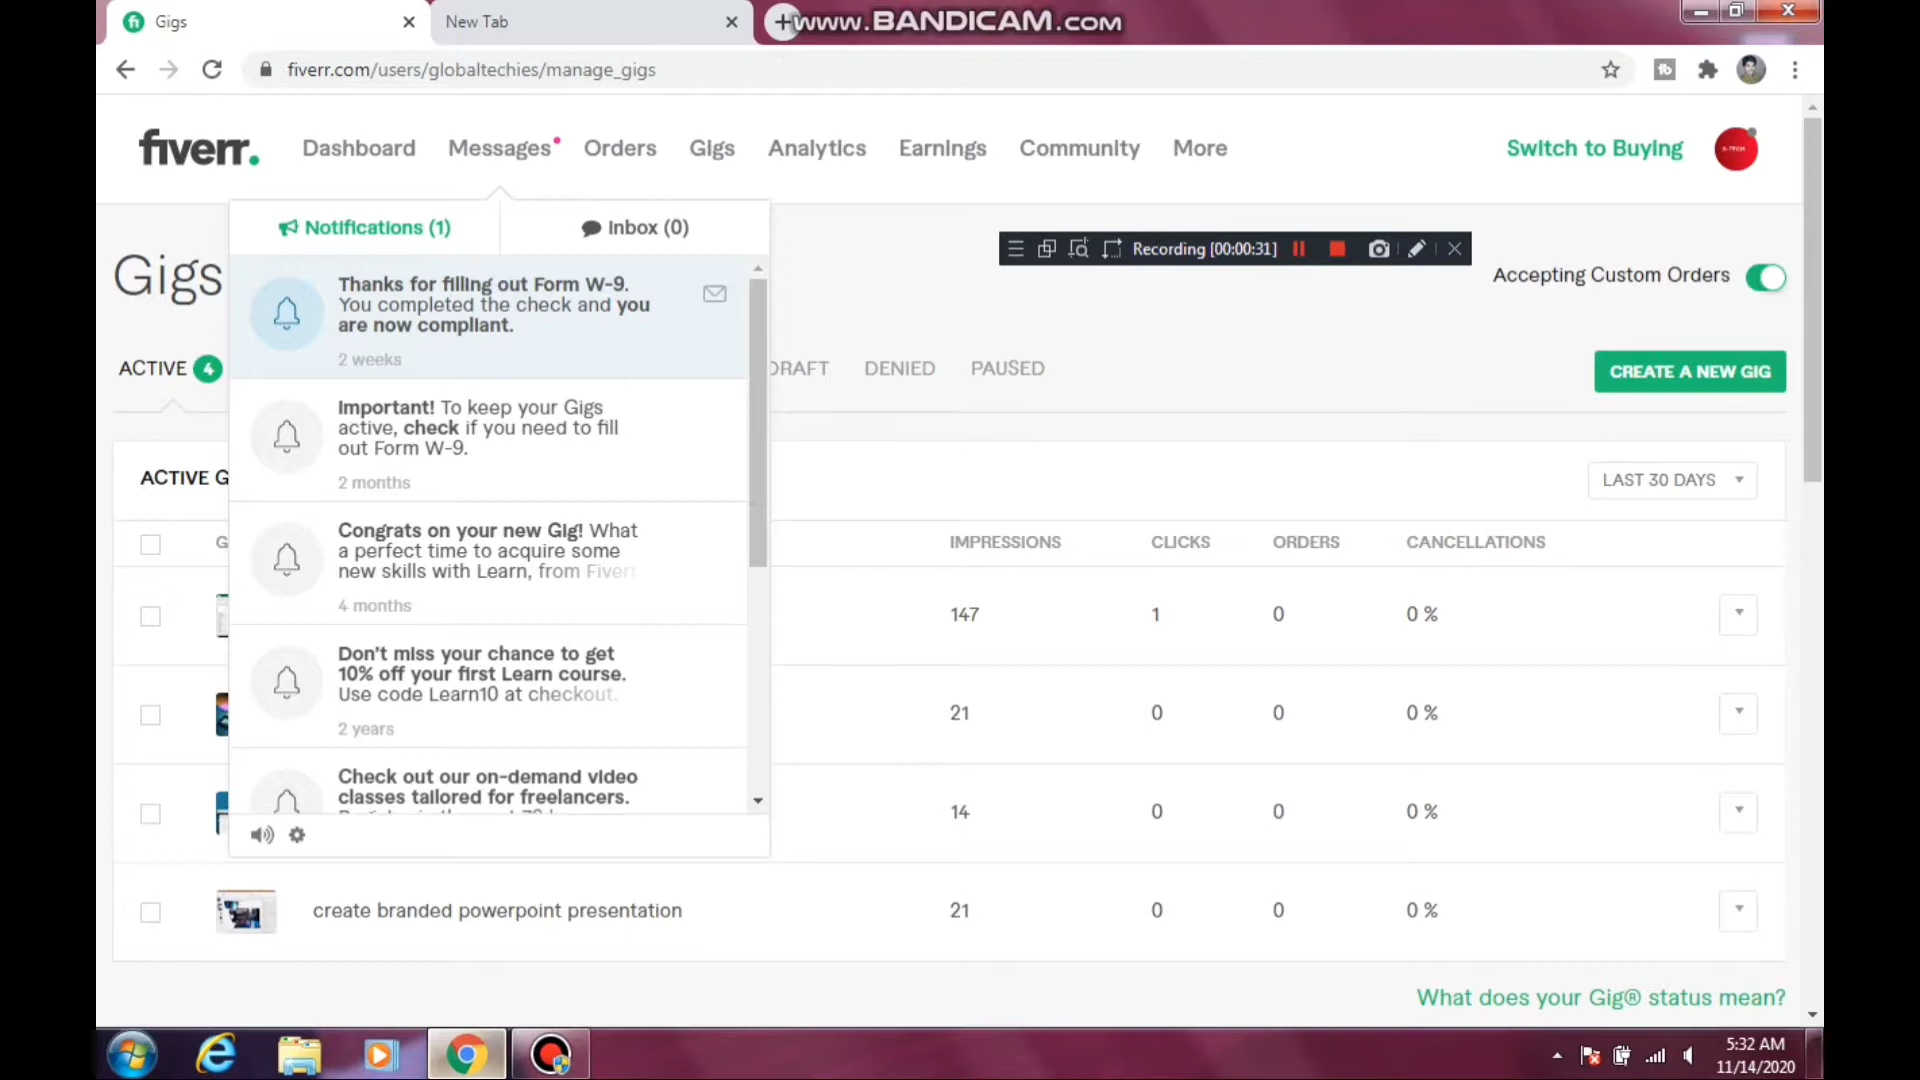 Gigs
New Tab
www.BANDICAM.com
fiverr.com/users/globaltechies/manage_gigs
fiverr.
Dashboard
Messages
Orders
Gigs
Analytics
Earnings
Community
More
Switch to Buying
Notifications (1)
Inbox (0)
Gigs
Recording [00:00:31]
Accepting Custom Orders
Thanks for filling out Form W-9.
You completed the check and you
are now compliant.
2 weeks
ACTIVE 4
DRAFT
DENIED
PAUSED
CREATE A NEW GIG
Important! To keep your Gigs
active, check if you need to fill
out Form W-9.
2 months
ACTIVE G
LAST 30 DAYS
Congrats on your new Gig! What
a perfect time to acquire some
new skills with Learn, from Fiverr
4 months
G
IMPRESSIONS
CLICKS
ORDERS
CANCELLATIONS
147
1
0
0 %
Don't miss your chance to get
10% off your first Learn course.
Use code Learn10 at checkout.
2 years
21
0
0
0 %
Check out our on-demand video
classes tailored for freelancers.
14
0
0
0 %
create branded powerpoint presentation
21
0
0
0 %
What does your Gig® status mean?
5:32 AM
11/14/2020